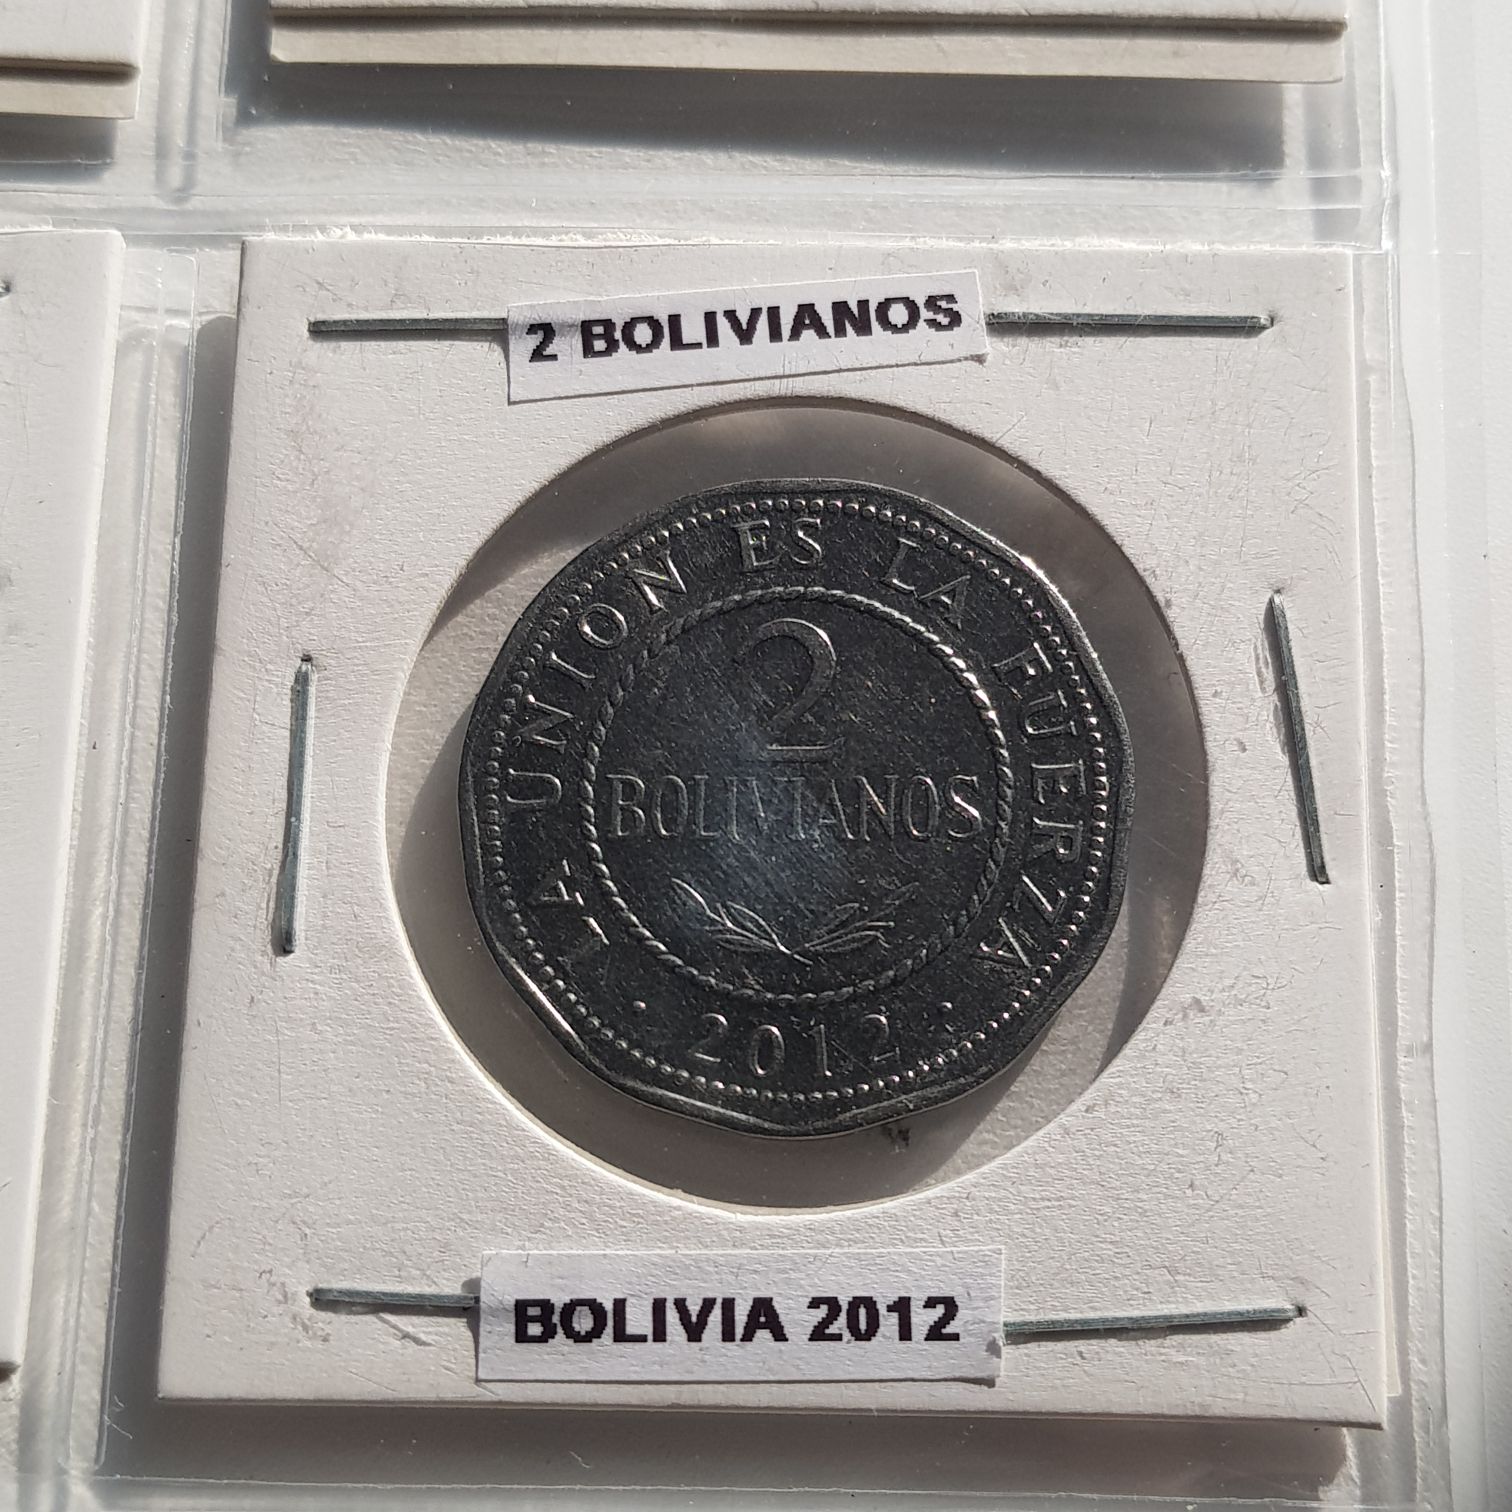 2 BOLIVIANOS
LA UNION ES LA FUERZA
2
BOLIVIANOS
· 2012 ·
BOLIVIA 2012